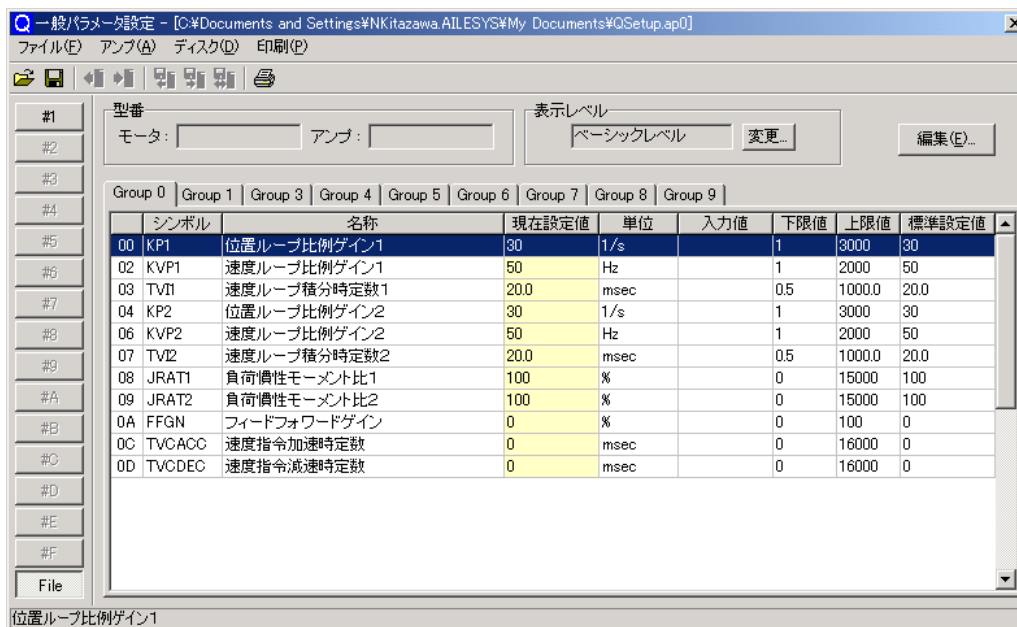 一般パラメータ設定 - [C:¥Documents and Settings¥NKitazawa.AILESYS¥My Documents¥QSetup.ap0]
ファイル(F) アンプ(A) ディスク(D) 印刷(P)
#1
#2
#3
#4
#5
#6
#7
#8
#9
#A
#B
#C
#D
#E
#F
File
型番
モータ : アンプ :
表示レベル
ベーシックレベル 変更...
編集(E)...
Group 0 Group 1 Group 3 Group 4 Group 5 Group 6 Group 7 Group 8 Group 9
シンボル 名称 現在設定値 単位 入力値 下限値 上限値 標準設定値
00 KP1 位置ループ比例ゲイン1 30 1/s 1 3000 30
02 KVP1 速度ループ比例ゲイン1 50 Hz 1 2000 50
03 TVI1 速度ループ積分時定数1 20.0 msec 0.5 1000.0 20.0
04 KP2 位置ループ比例ゲイン2 30 1/s 1 3000 30
06 KVP2 速度ループ比例ゲイン2 50 Hz 1 2000 50
07 TVI2 速度ループ積分時定数2 20.0 msec 0.5 1000.0 20.0
08 JRAT1 負荷慣性モーメント比1 100 % 0 15000 100
09 JRAT2 負荷慣性モーメント比2 100 % 0 15000 100
0A FFGN フィードフォワードゲイン 0 % 0 100 0
0C TVCACC 速度指令加速時定数 0 msec 0 16000 0
0D TVCDEC 速度指令減速時定数 0 msec 0 16000 0
位置ループ比例ゲイン1